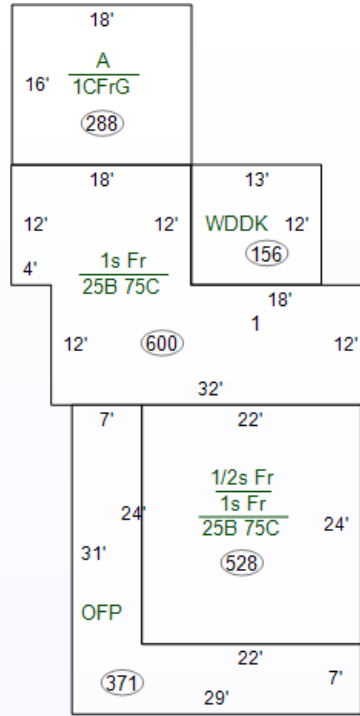 18'
A
16'
1CFrG
288
18'
13'
12'
12'
WDDK
12'
156
4'
1s Fr
25B 75C
18'
1
12'
600
12'
32'
7'
22'
1/2s Fr
1s Fr
24'
25B 75C
24'
31'
528
OFP
22'
371
7'
29'